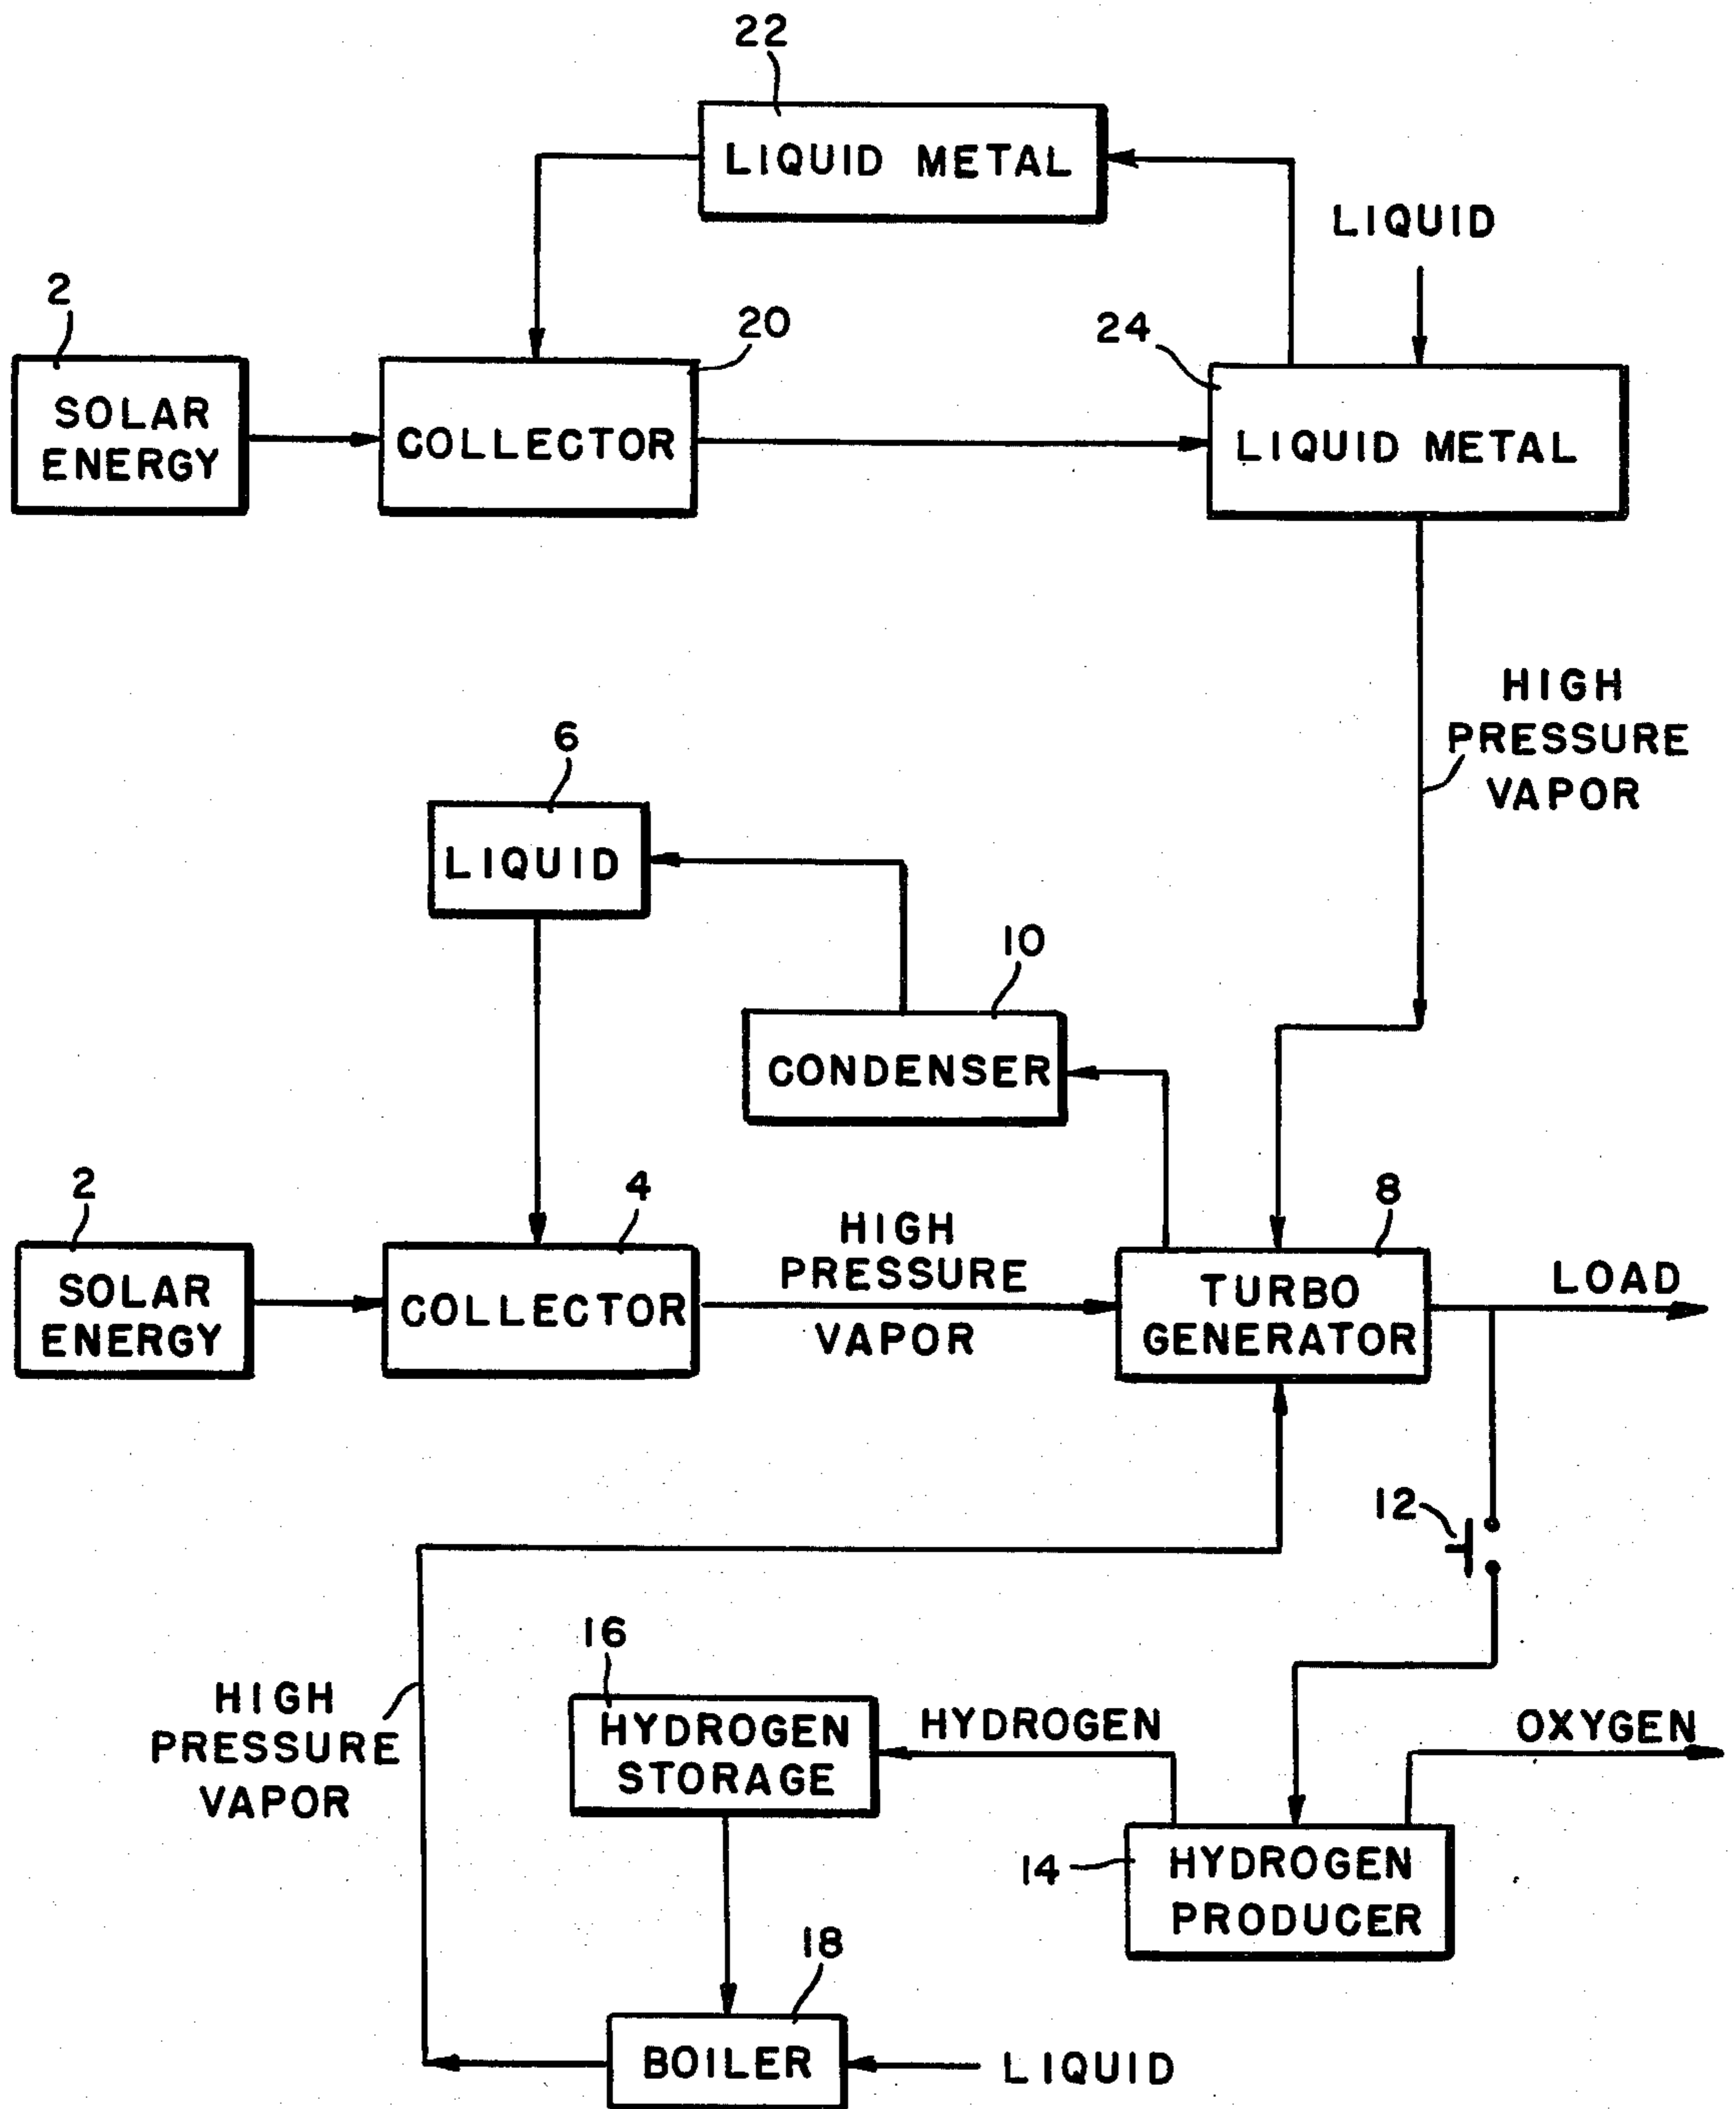 22
LIQUID METAL
LIQUID
2
20
24
SOLAR
ENERGY
COLLECTOR
LIQUID METAL
HIGH
PRESSURE
VAPOR
6
LIQUID
10
CONDENSER
2
4
8
SOLAR
ENERGY
COLLECTOR
HIGH
PRESSURE
VAPOR
TURBO
GENERATOR
LOAD
12
16
HIGH
PRESSURE
VAPOR
HYDROGEN
STORAGE
HYDROGEN
OXYGEN
14
HYDROGEN
PRODUCER
18
BOILER
LIQUID